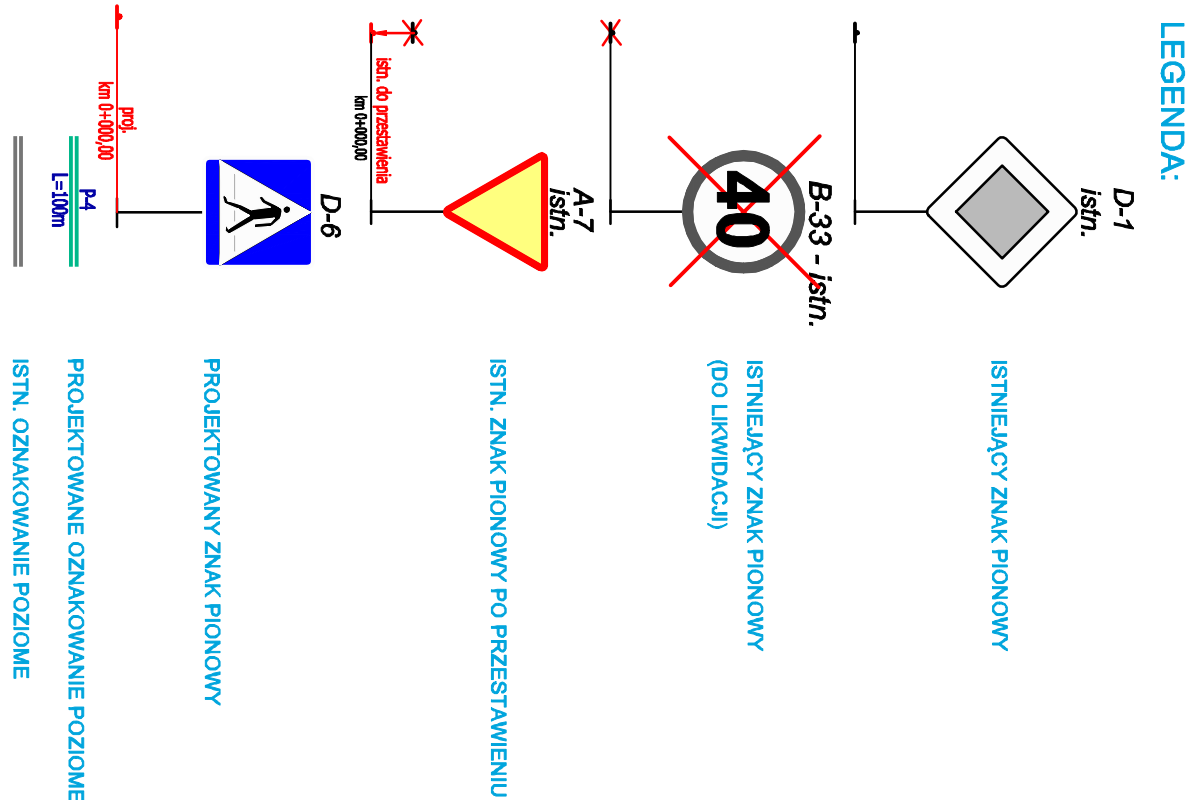 LEGENDA:
D-1
istn.
ISTNIEJĄCY ZNAK PIONOWY
B-33 - istn.
40
ISTNIEJĄCY ZNAK PIONOWY
(DO LIKWIDACJI)
A-7
istn.
istn. do przestawienia
km 0+000,00
ISTN. ZNAK PIONOWY PO PRZESTAWIENIU
D-6
proj.
km 0+000,00
PROJEKTOWANY ZNAK PIONOWY
P-4
L=100m
PROJEKTOWANE OZNAKOWANIE POZIOME
ISTN. OZNAKOWANIE POZIOME